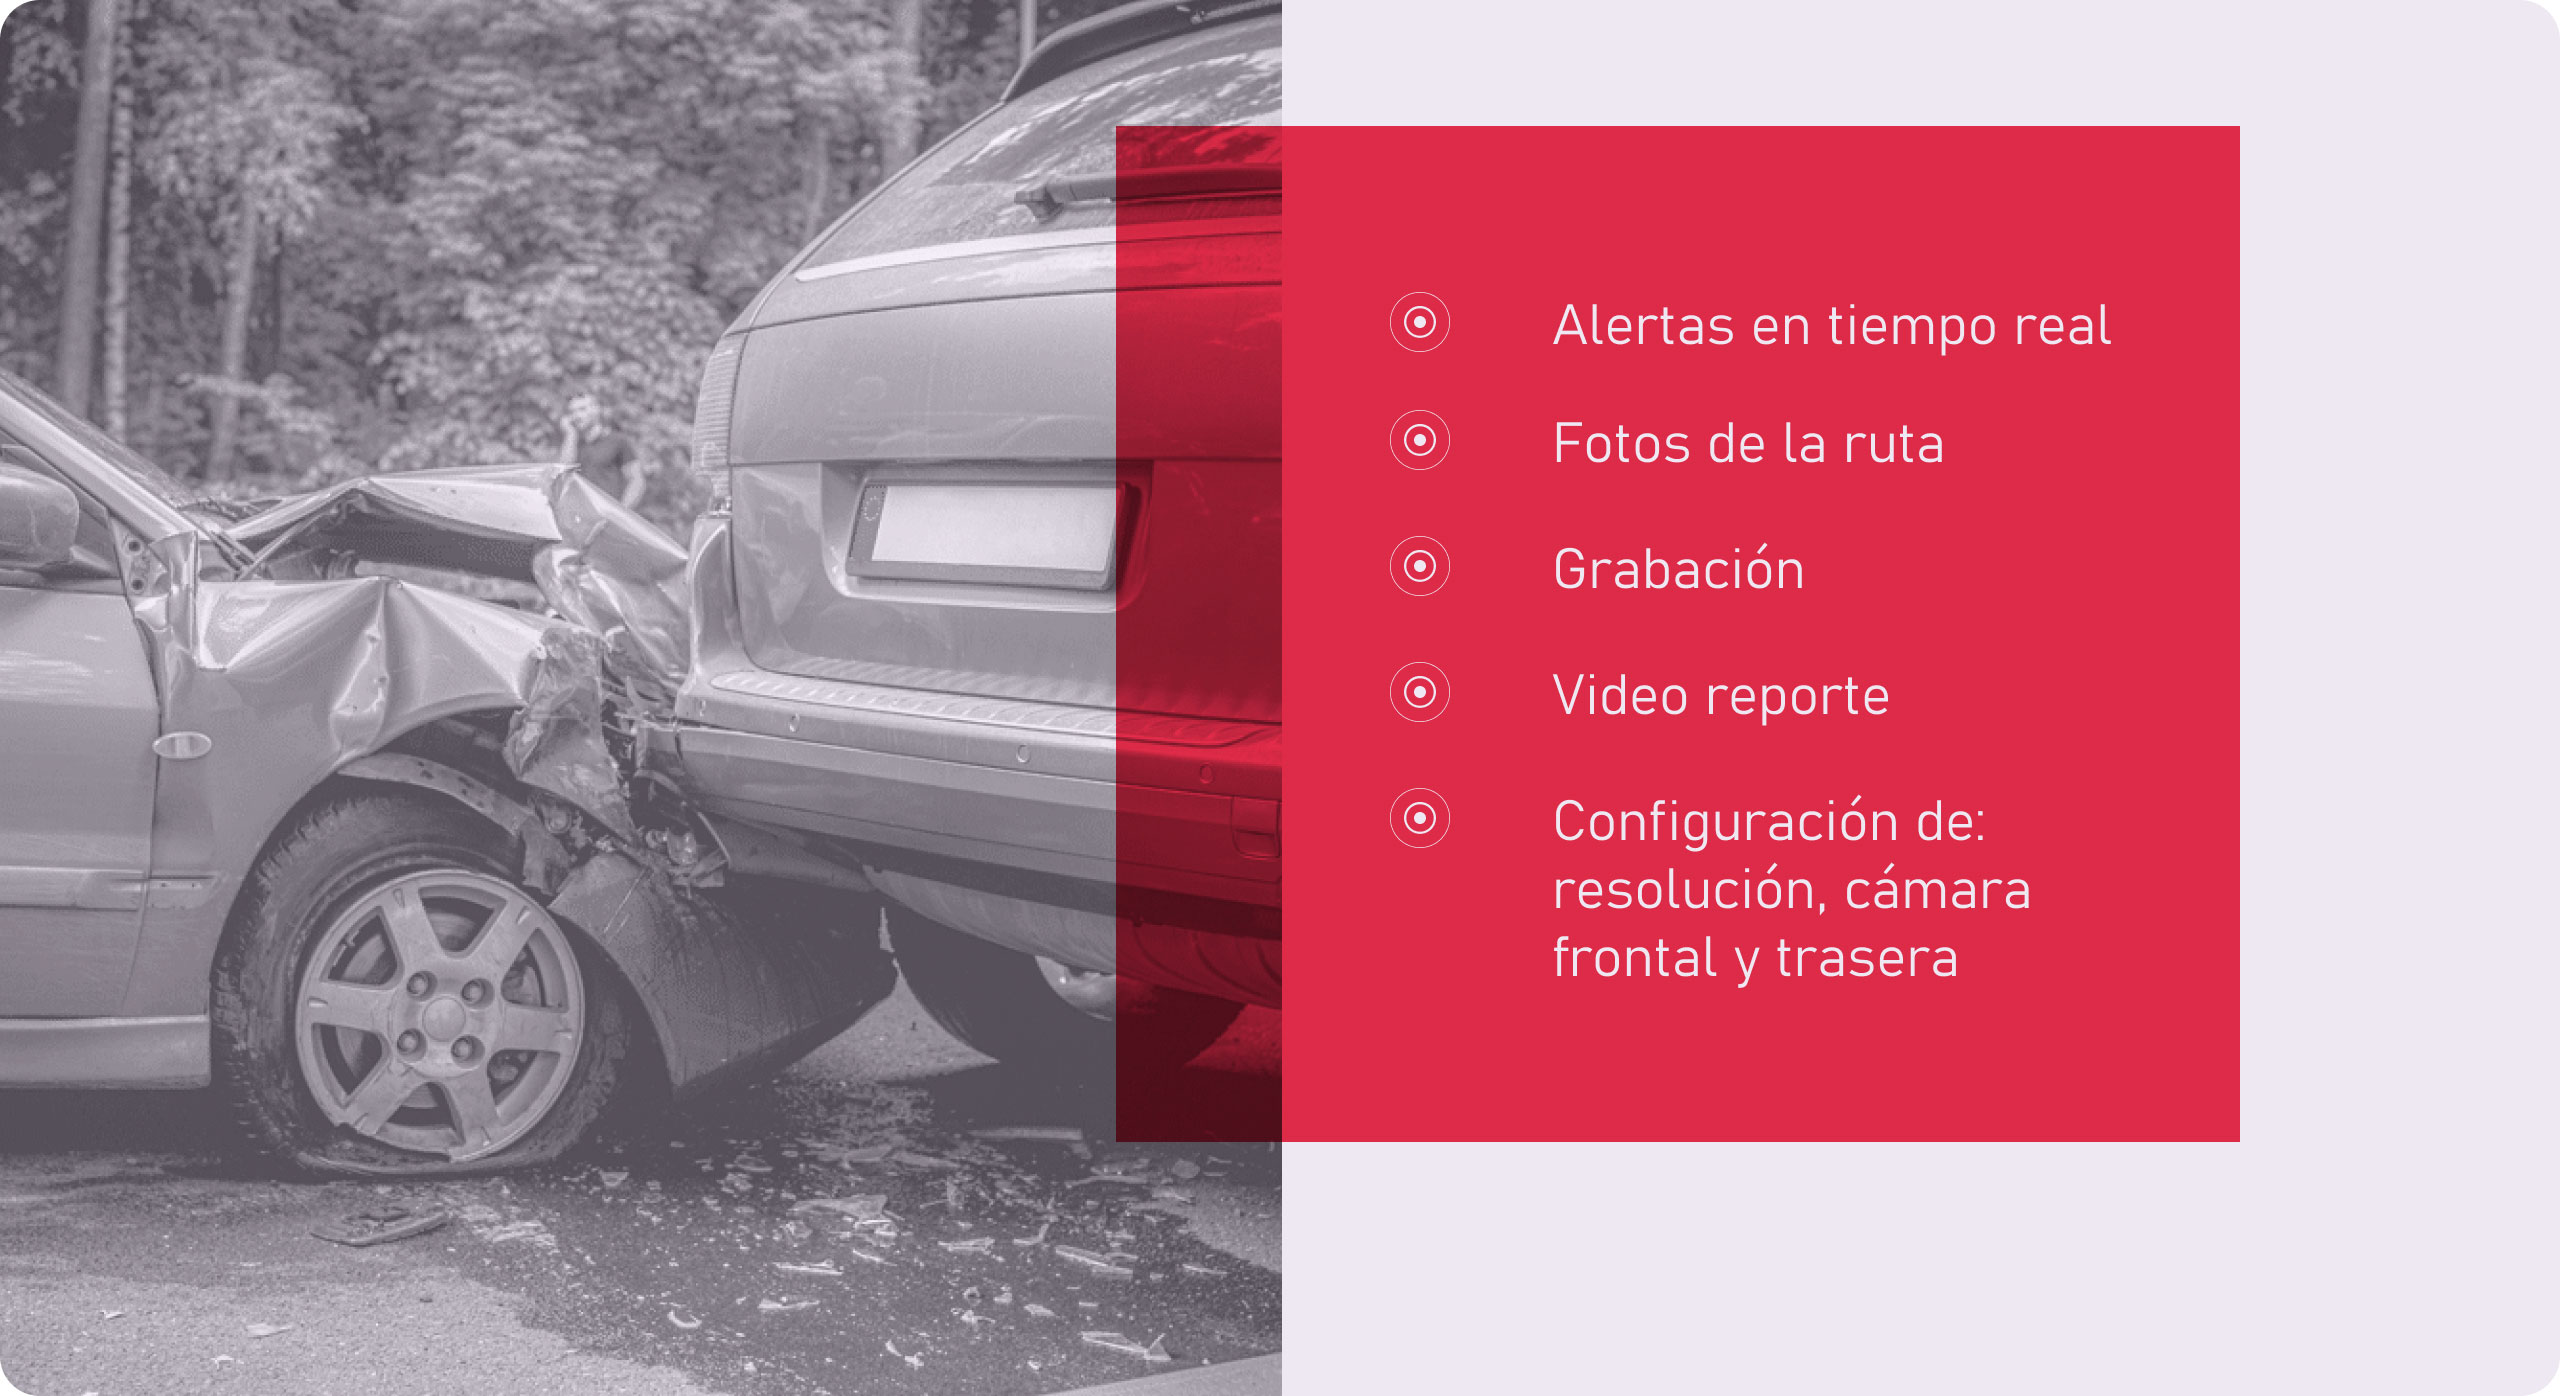 Alertas en tiempo real
Fotos de la ruta
Grabación
Video reporte
Configuración de:
resolución, cámara
frontal y trasera